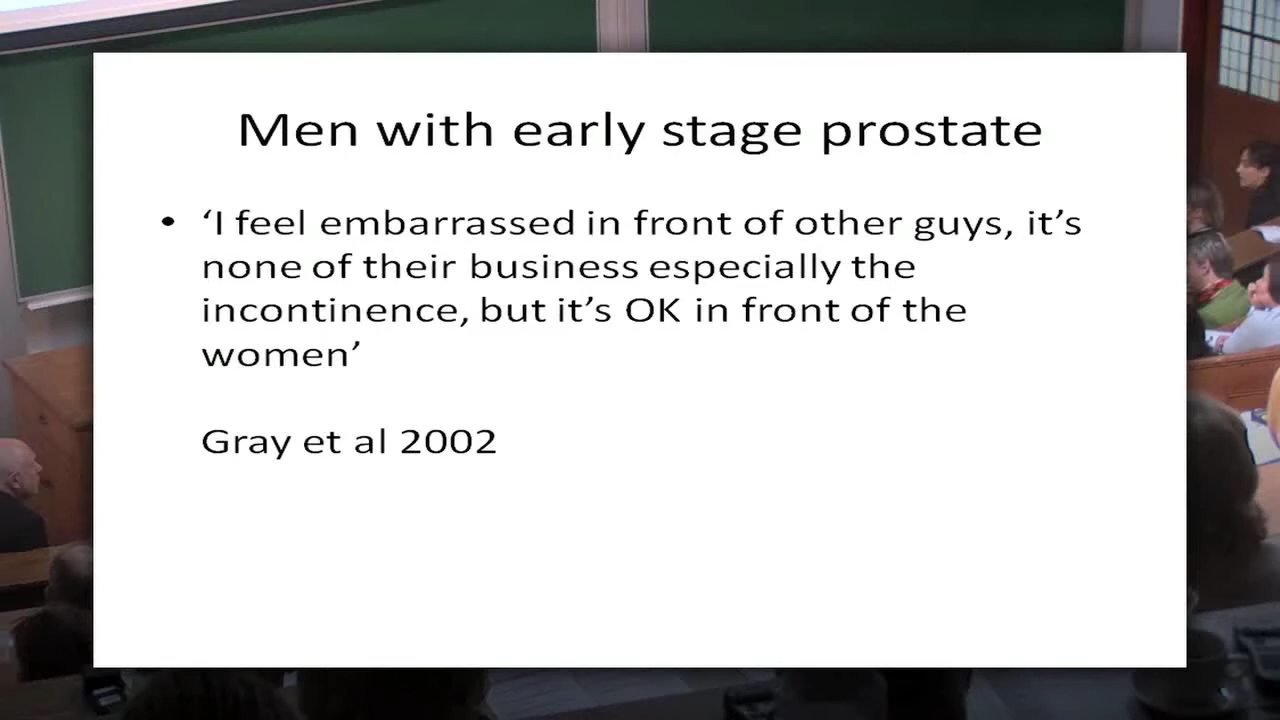 Men with early stage prostate
• ‘I feel embarrassed in front of other guys, it’s
none of their business especially the
incontinence, but it’s OK in front of the
women’
Gray et al 2002